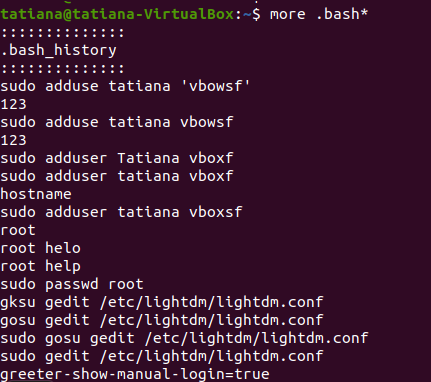 tatiana@tatiana-VirtualBox:~$ more .bash*
::::::::::::::
.bash_history
::::::::::::::
sudo adduse tatiana 'vbowsf'
123
sudo adduse tatiana vbowsf
123
sudo adduser Tatiana vboxf
sudo adduser tatiana vboxf
hostname
sudo adduser tatiana vboxsf
root
root helo
root help
sudo passwd root
gksu gedit /etc/lightdm/lightdm.conf
gosu gedit /etc/lightdm/lightdm.conf
sudo gosu gedit /etc/lightdm/lightdm.conf
sudo gedit /etc/lightdm/lightdm.conf
greeter-show-manual-login=true